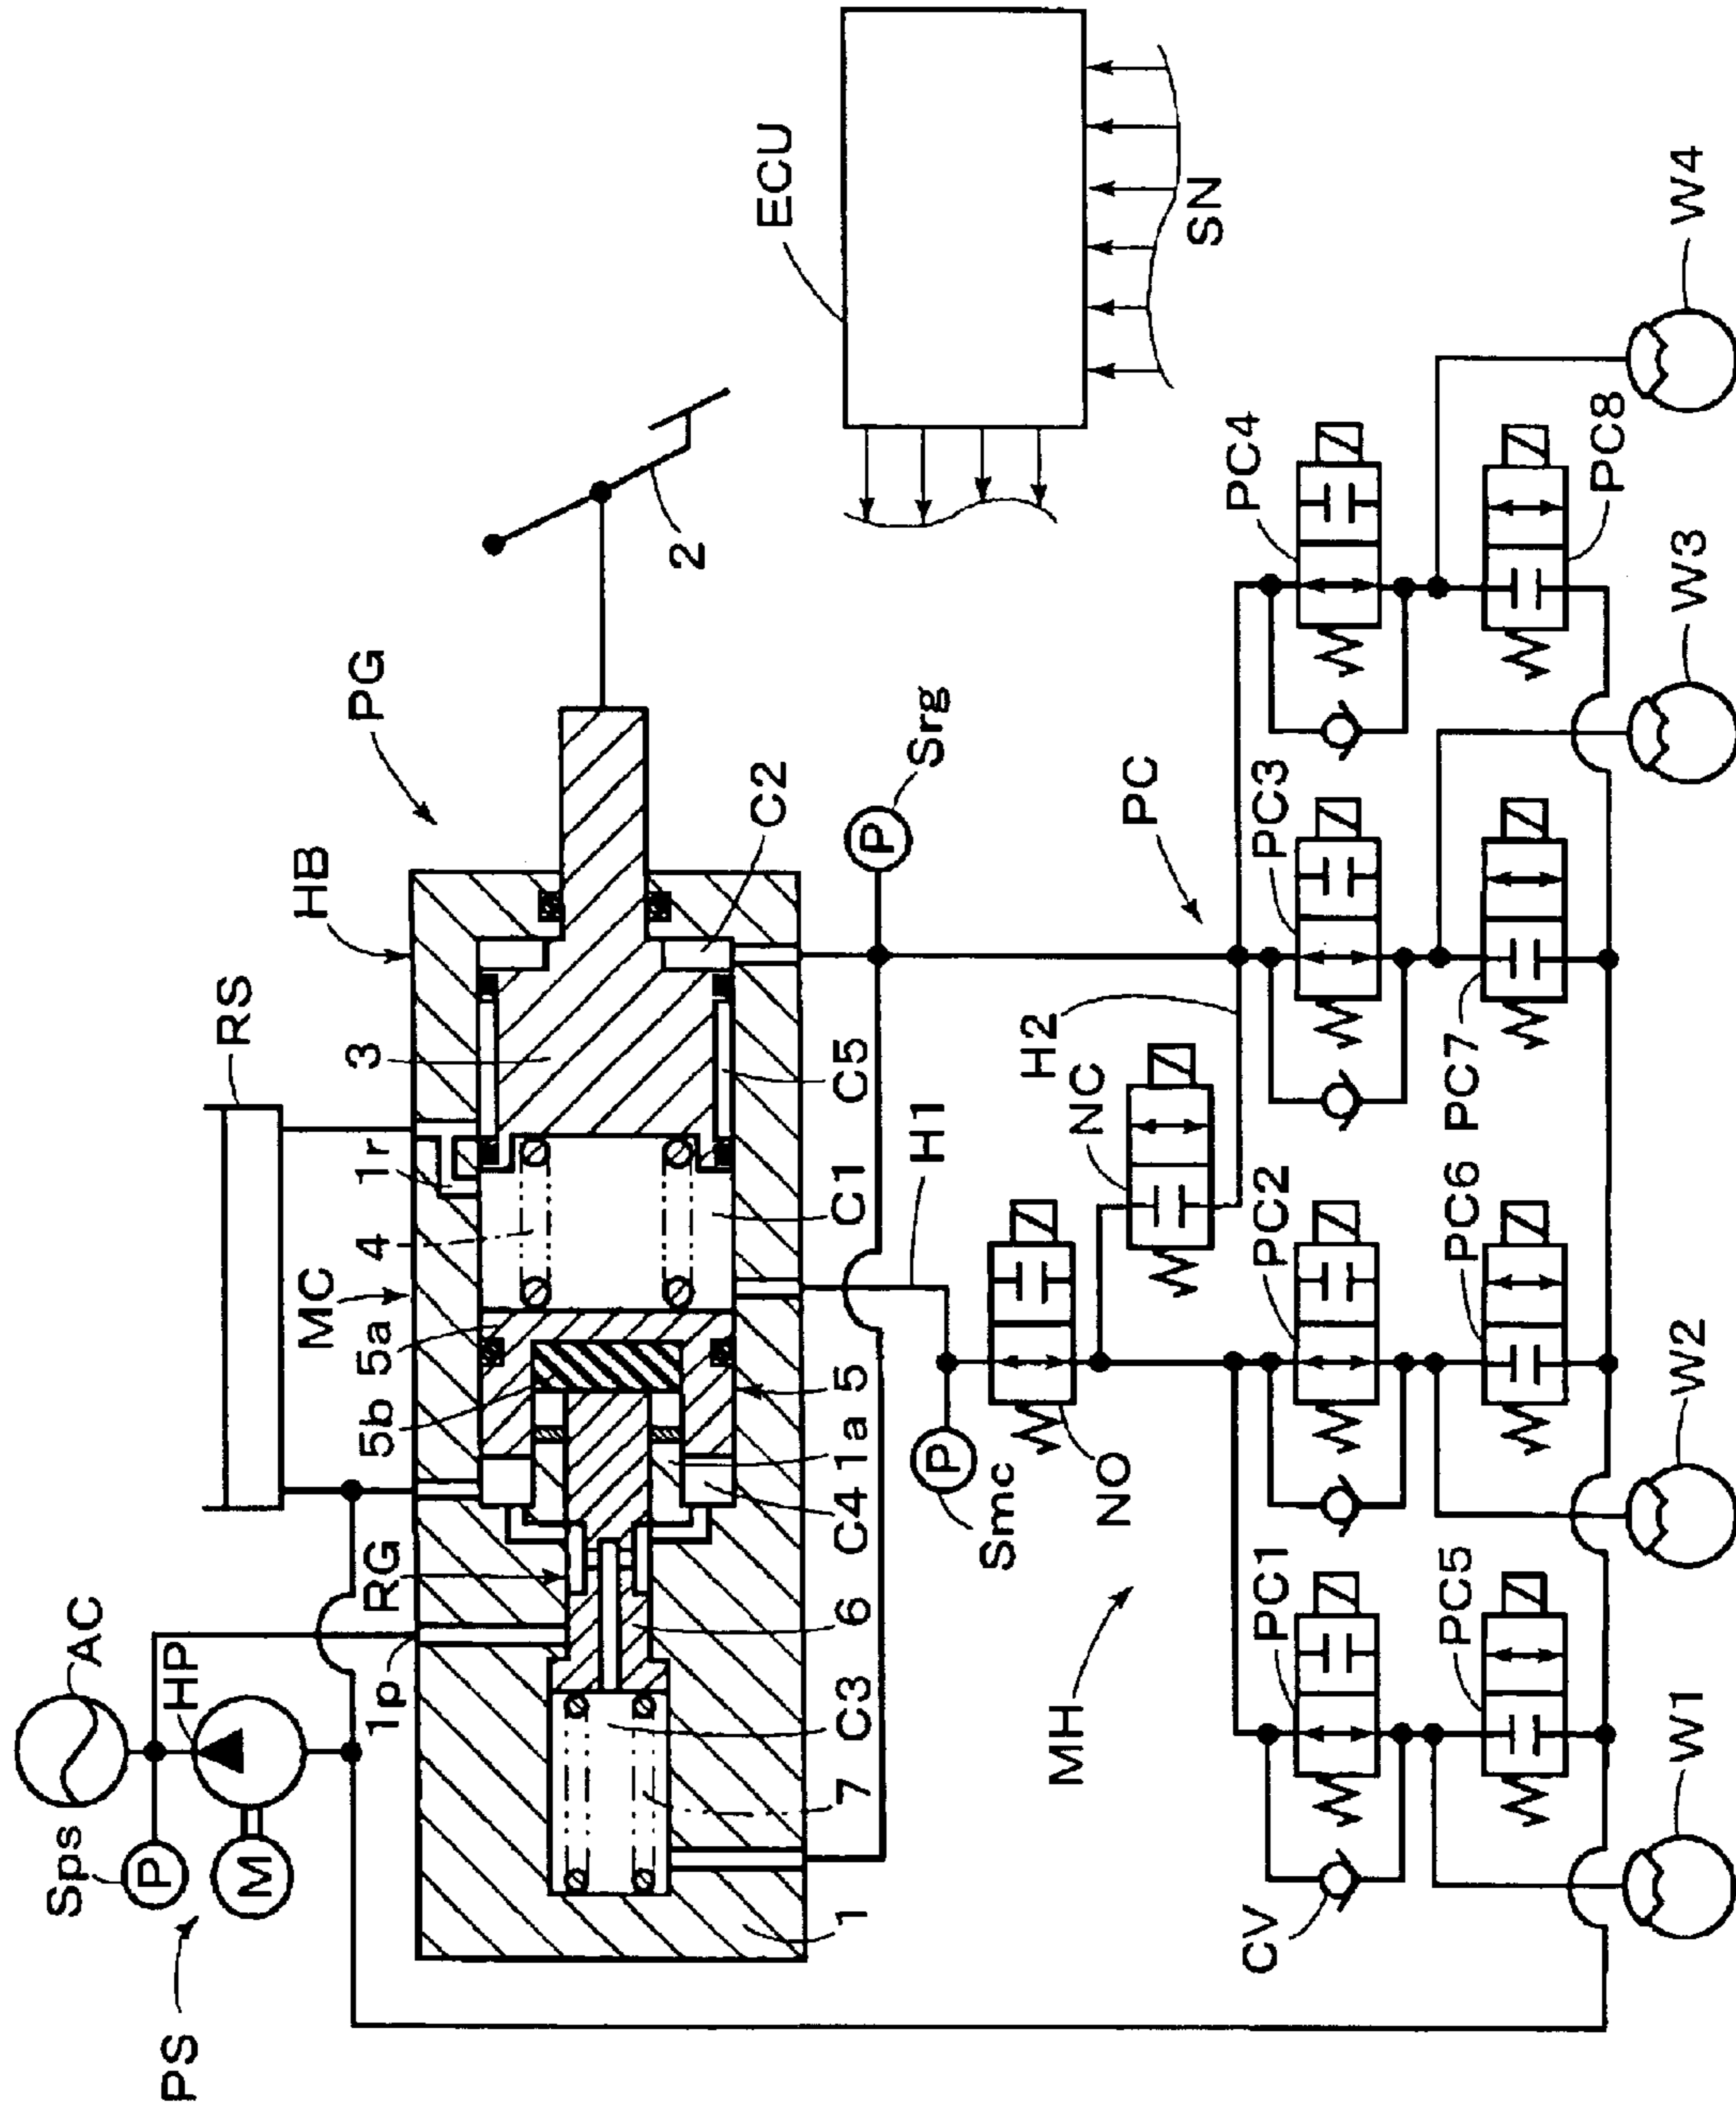 PS
Sps
P
M
AC
HP
1p
RS
HB
PG
MC
RG
5b
5a
4
1r
3
2
ECU
SN
1
7
C3
6
C4
1a
5
C1
C5
C2
Srg
P
H1
Smc
P
NO
NC
H2
PC
MH
PC1
PC2
PC3
PC4
CV
PC5
PC6
PC7
PC8
W1
W2
W3
W4